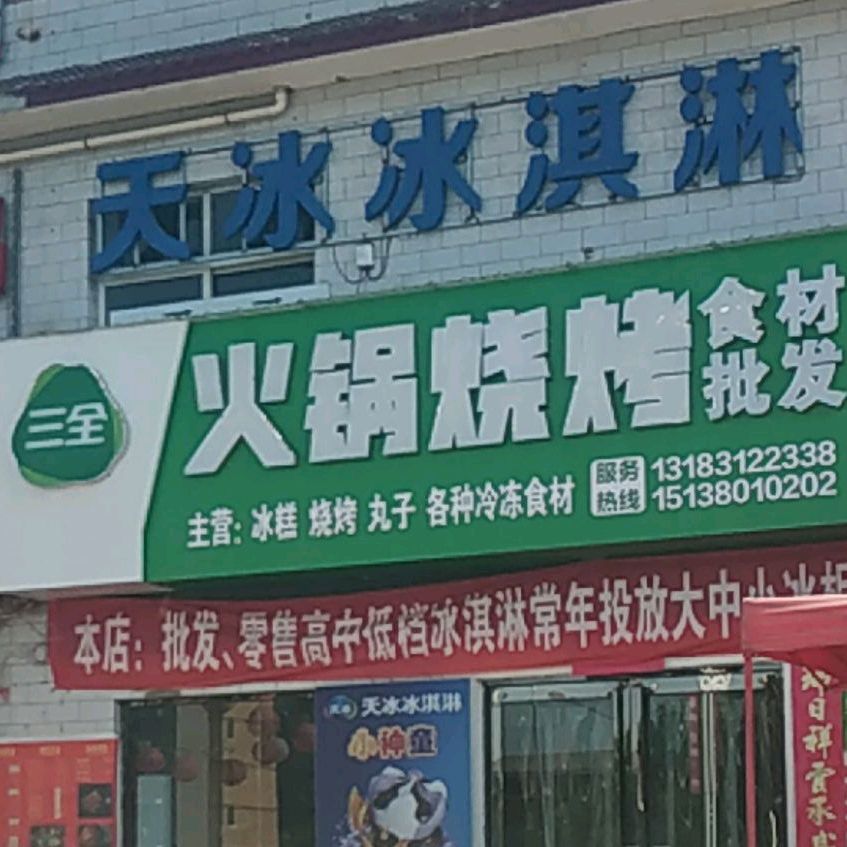 天冰冰淇淋
三全
火锅烧烤
食材
批发
主营：冰糕 烧烤 丸子 各种冷冻食材
服务
热线
13183122338
15138010202
本店：批发、零售高中低档冰淇淋常年投放大中小冰柜
天冰冰淇淋
小神童